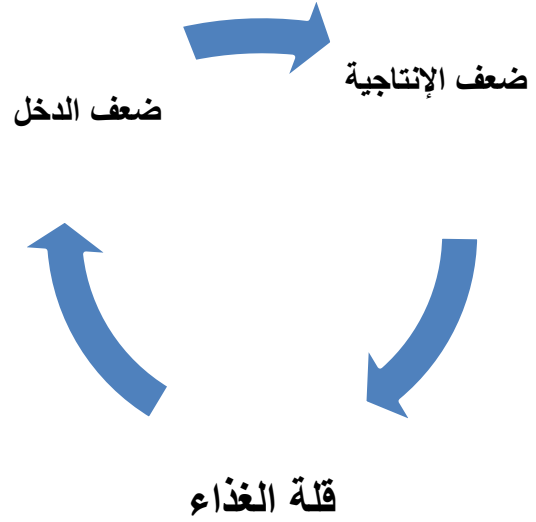 ضعف الإنتاجية
ضعف الدخل
قلة الغذاء